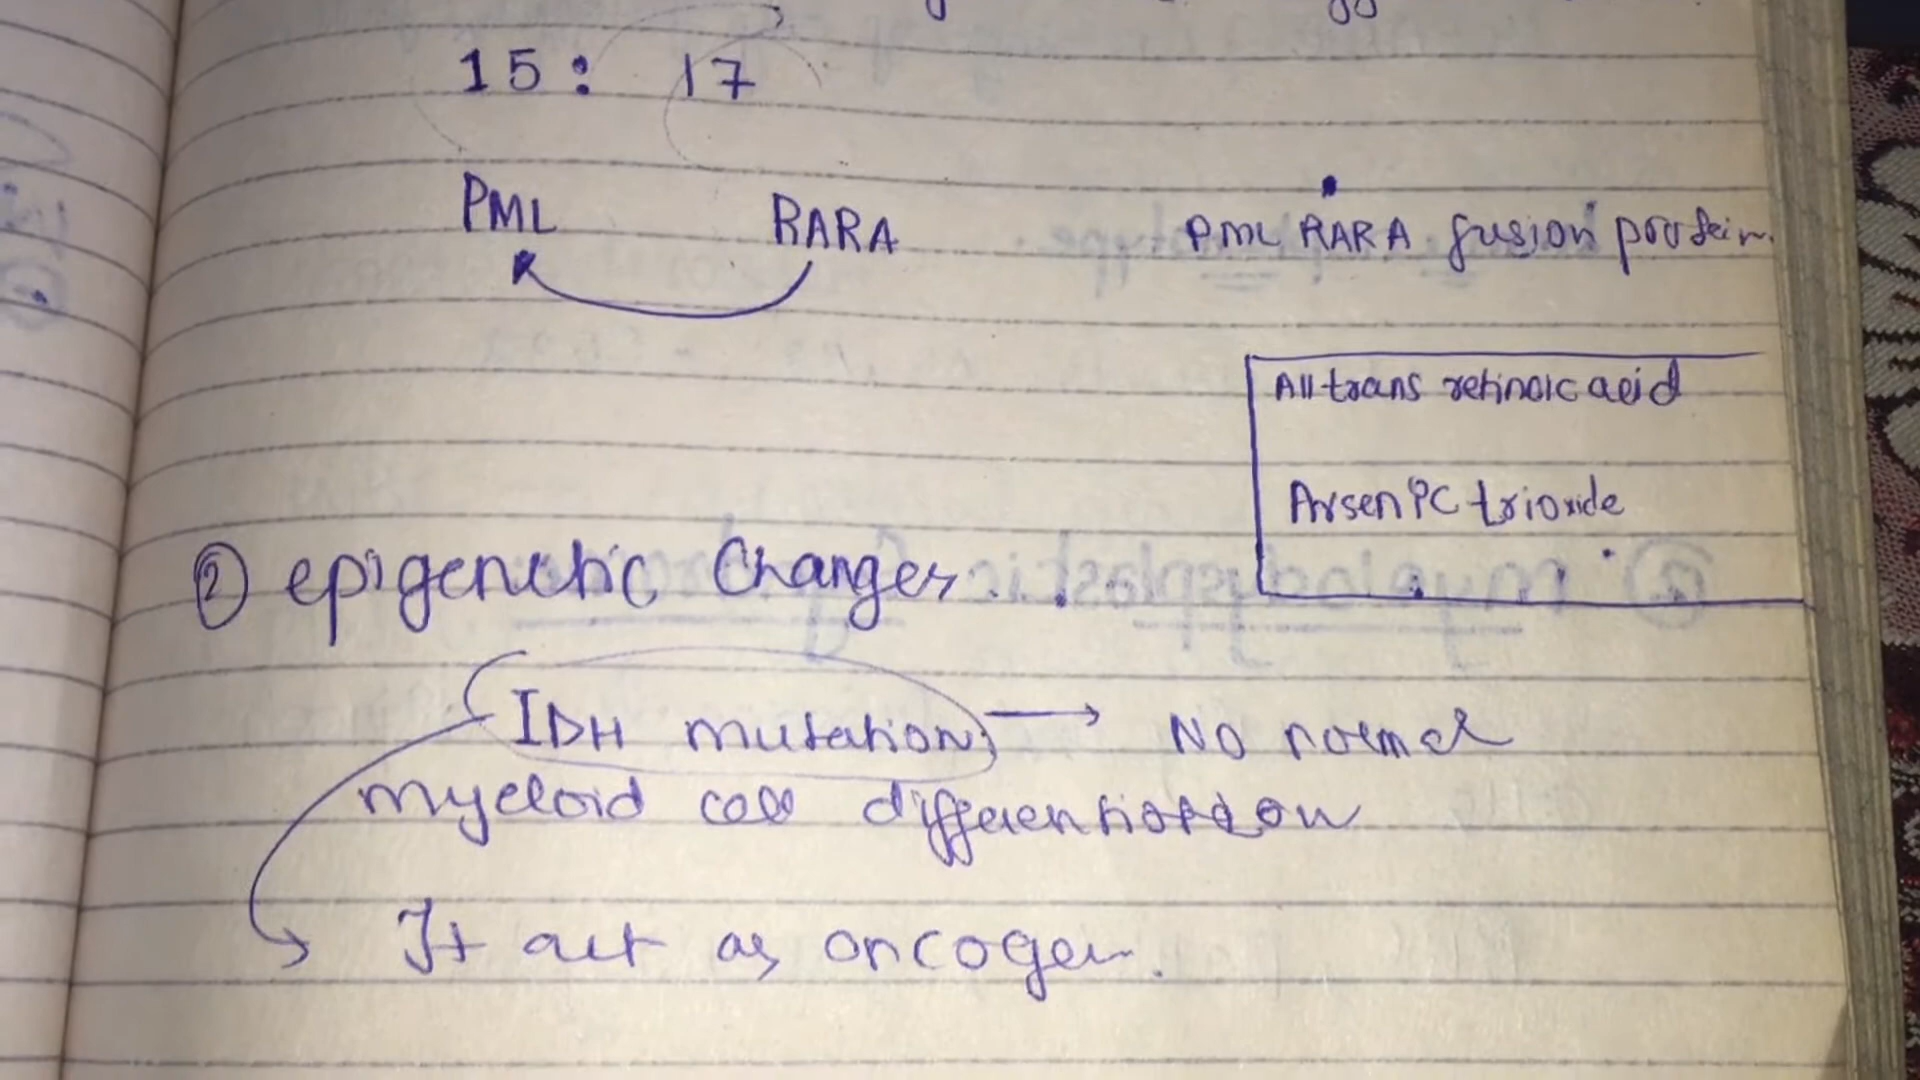 15: 17
PML RARA PML RARA fusion protein.
All trans retinoic acid
Arsenic trioxide
② epigenetic Changes.
IDH mutation → No normal
myeloid cell differentiation
It act as oncogen.